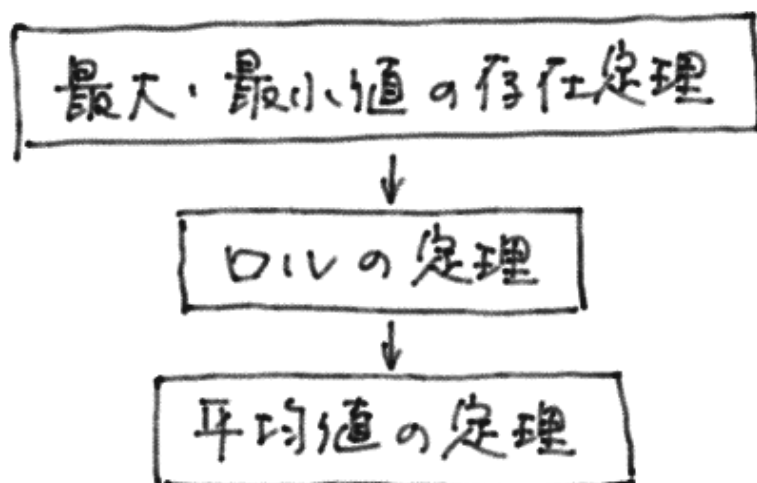 最大・最小値の存在定理
↓
ロルの定理
↓
平均値の定理